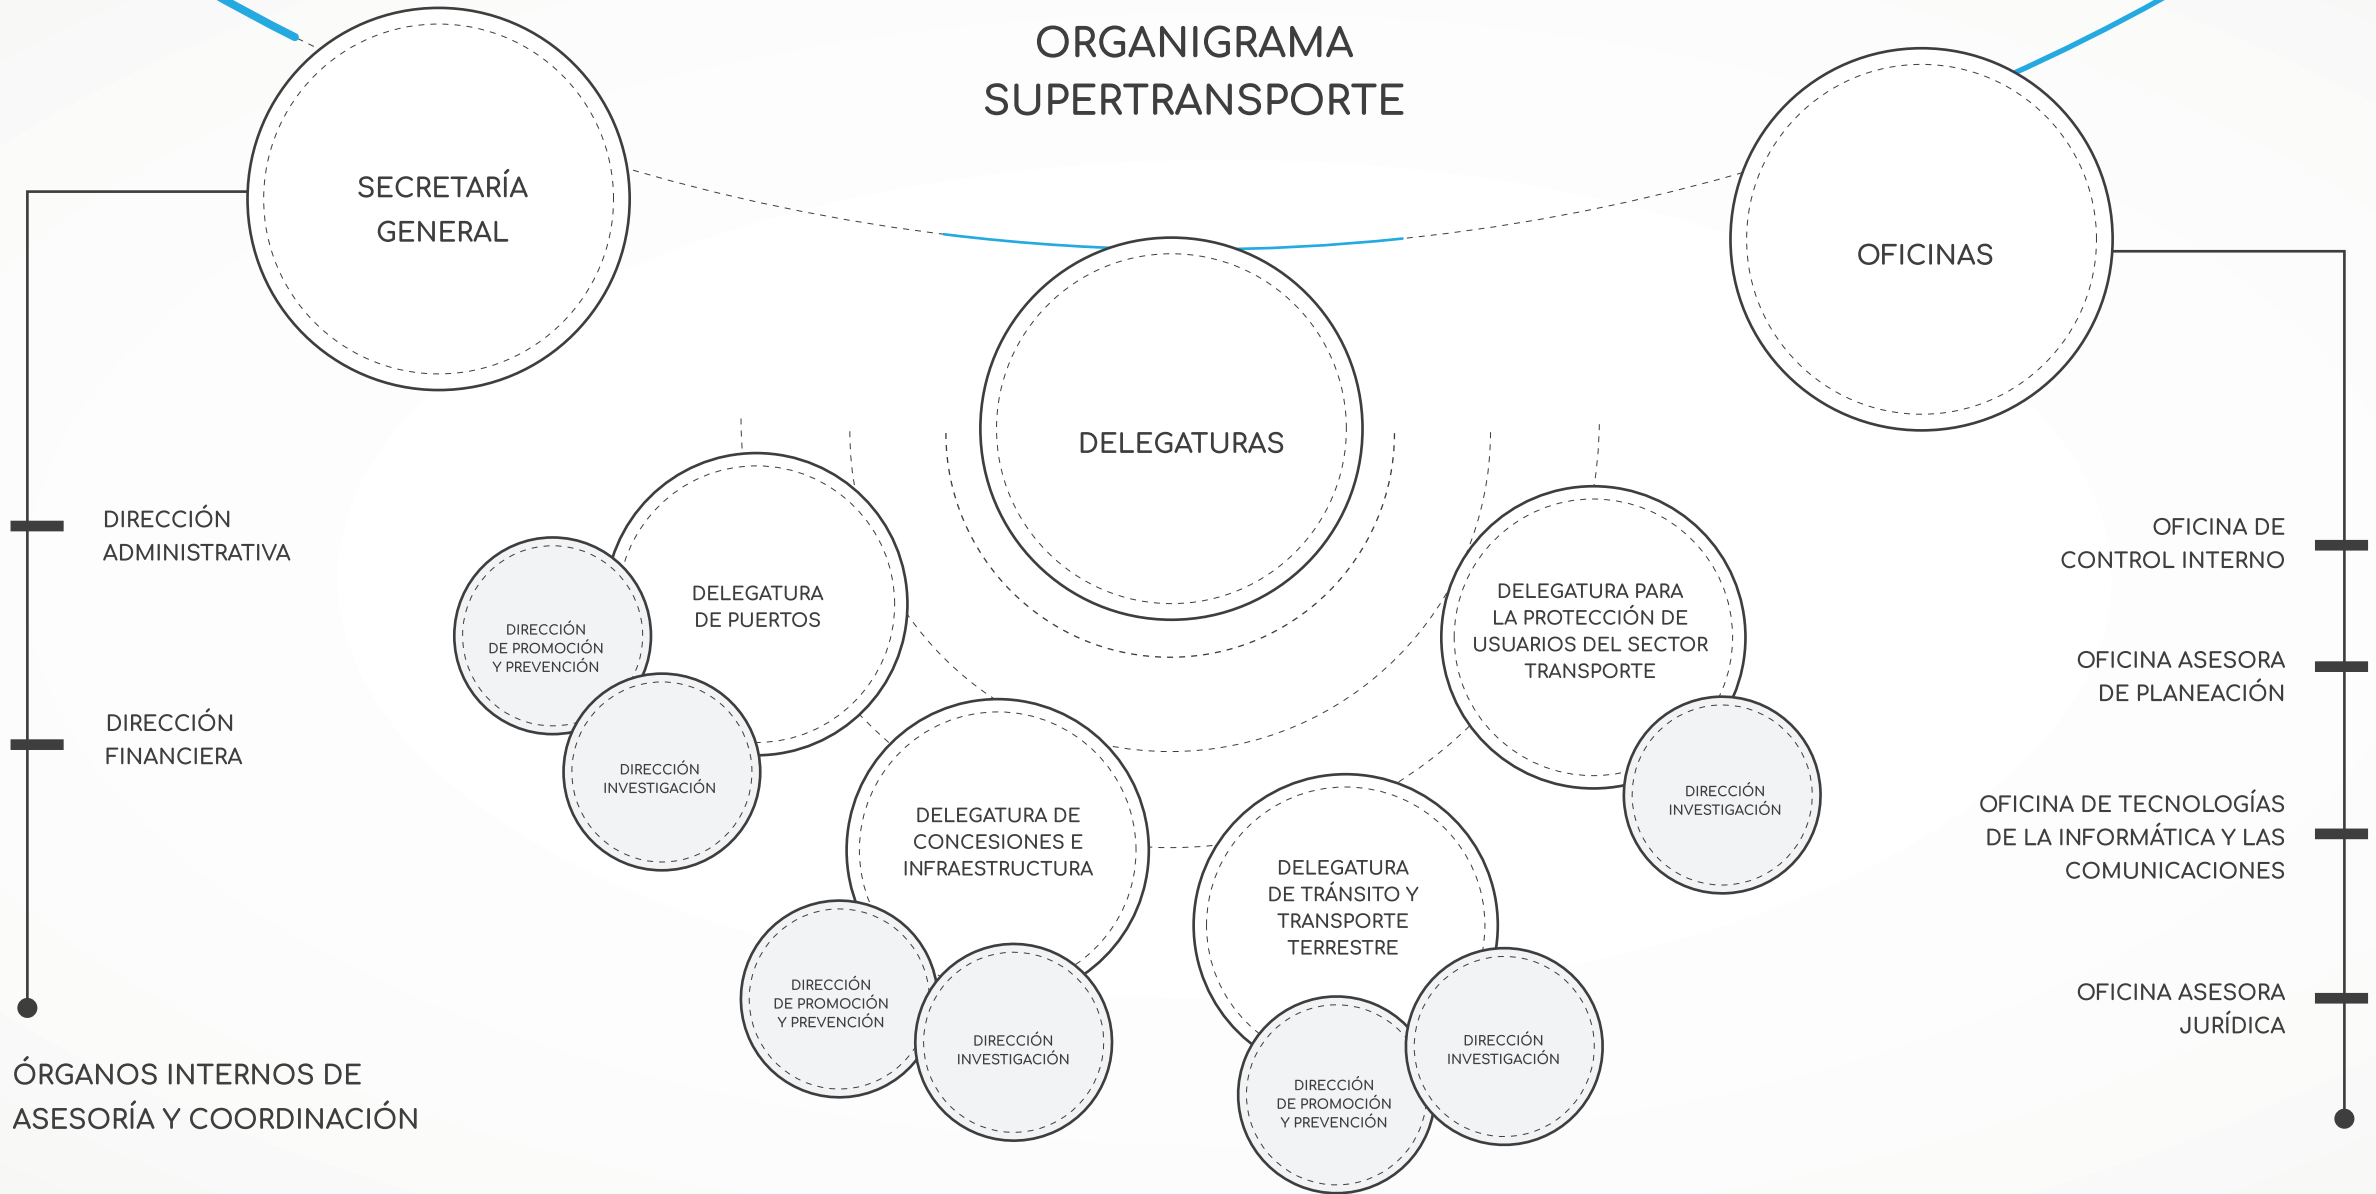 ORGANIGRAMA
SUPERTRANSPORTE
SECRETARÍA
GENERAL
OFICINAS
DELEGATURAS
DIRECCIÓN
ADMINISTRATIVA
DIRECCIÓN
FINANCIERA
ÓRGANOS INTERNOS DE
ASESORÍA Y COORDINACIÓN
DELEGATURA
DE PUERTOS
DIRECCIÓN
DE PROMOCIÓN
Y PREVENCIÓN
DIRECCIÓN
INVESTIGACIÓN
DELEGATURA DE
CONCESIONES E
INFRAESTRUCTURA
DIRECCIÓN
DE PROMOCIÓN
Y PREVENCIÓN
DIRECCIÓN
INVESTIGACIÓN
DELEGATURA
DE TRÁNSITO Y
TRANSPORTE
TERRESTRE
DIRECCIÓN
DE PROMOCIÓN
Y PREVENCIÓN
DIRECCIÓN
INVESTIGACIÓN
DELEGATURA PARA
LA PROTECCIÓN DE
USUARIOS DEL SECTOR
TRANSPORTE
DIRECCIÓN
INVESTIGACIÓN
OFICINA DE
CONTROL INTERNO
OFICINA ASESORA
DE PLANEACIÓN
OFICINA DE TECNOLOGÍAS
DE LA INFORMÁTICA Y LAS
COMUNICACIONES
OFICINA ASESORA
JURÍDICA